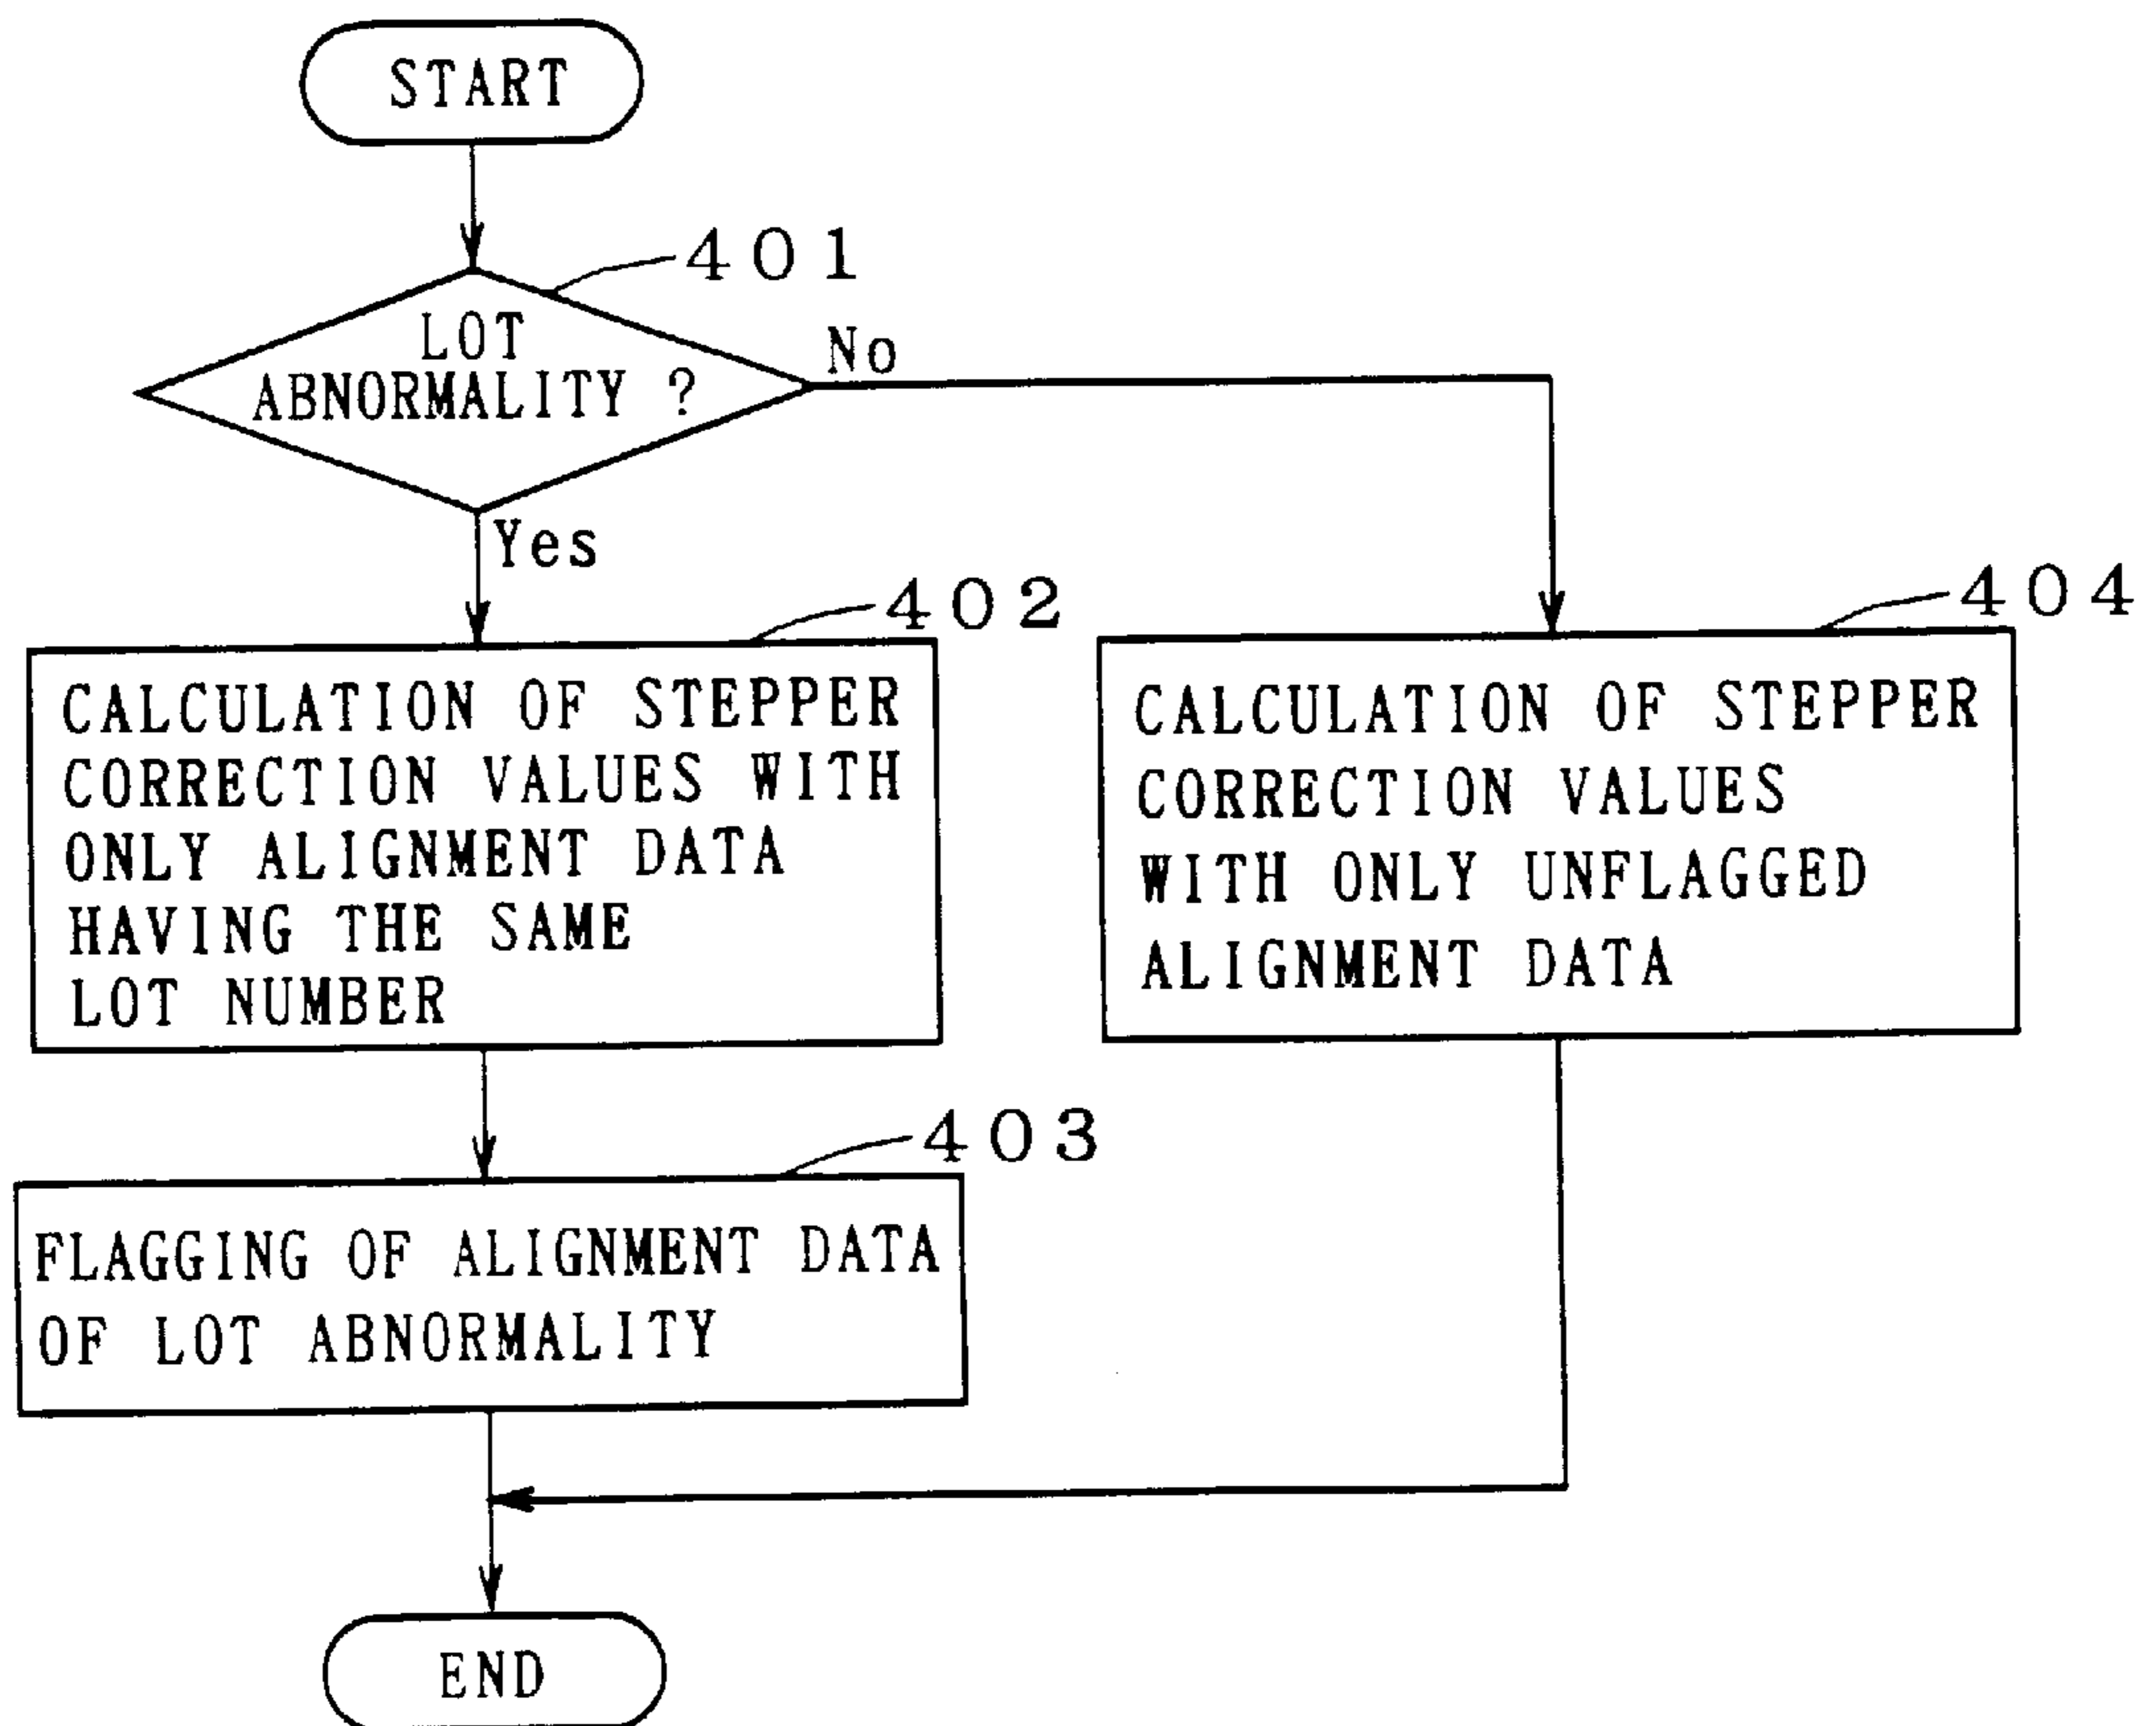 START
401
LOT
ABNORMALITY ?
No
Yes
402
CALCULATION OF STEPPER
CORRECTION VALUES WITH
ONLY ALIGNMENT DATA
HAVING THE SAME
LOT NUMBER
404
CALCULATION OF STEPPER
CORRECTION VALUES
WITH ONLY UNFLAGGED
ALIGNMENT DATA
403
FLAGGING OF ALIGNMENT DATA
OF LOT ABNORMALITY
END